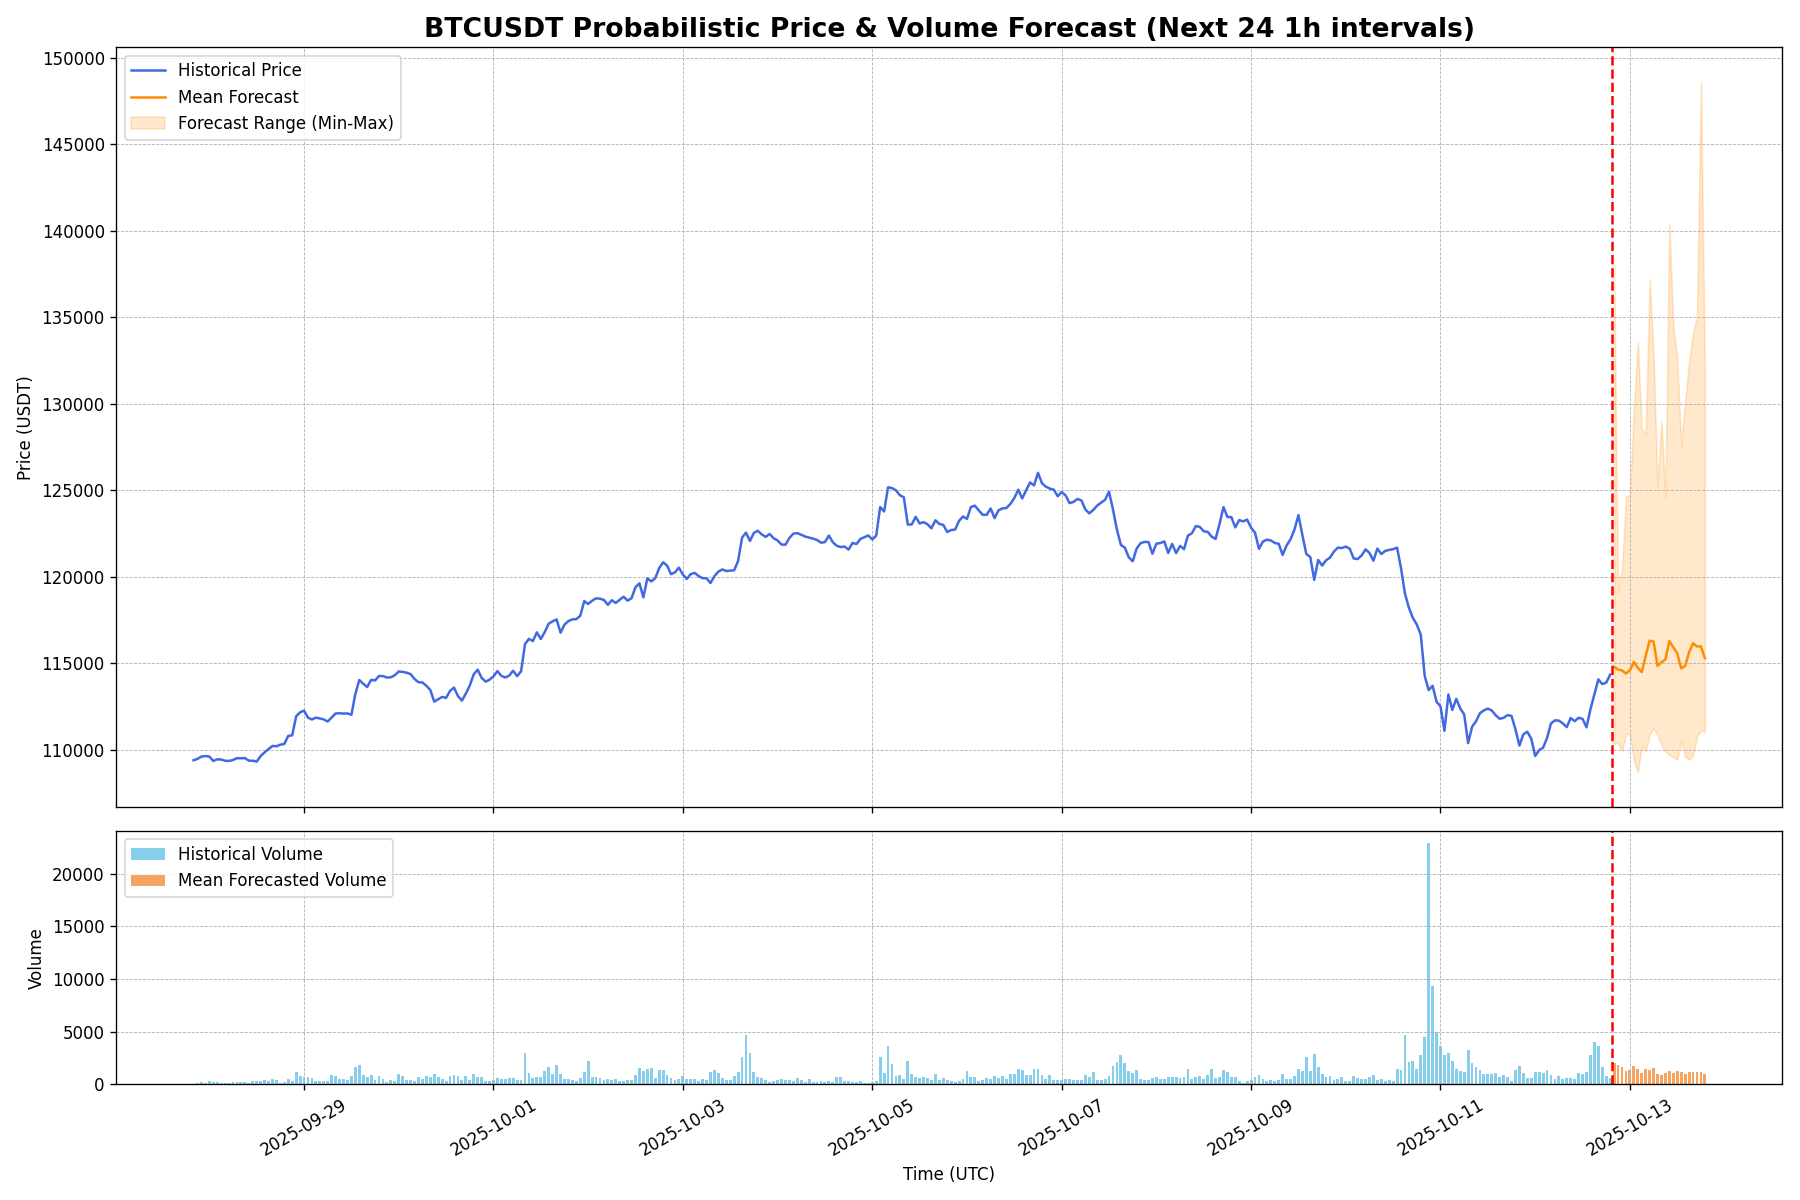 BTCUSDT Probabilistic Price & Volume Forecast (Next 24 1h intervals)
Historical Price
Mean Forecast
Forecast Range (Min-Max)
150000
145000
140000
135000
130000
125000
120000
115000
110000
Price (USDT)
Historical Volume
Mean Forecasted Volume
20000
15000
10000
5000
0
Volume
2025-09-29
2025-10-01
2025-10-03
2025-10-05
2025-10-07
2025-10-09
2025-10-11
2025-10-13
Time (UTC)